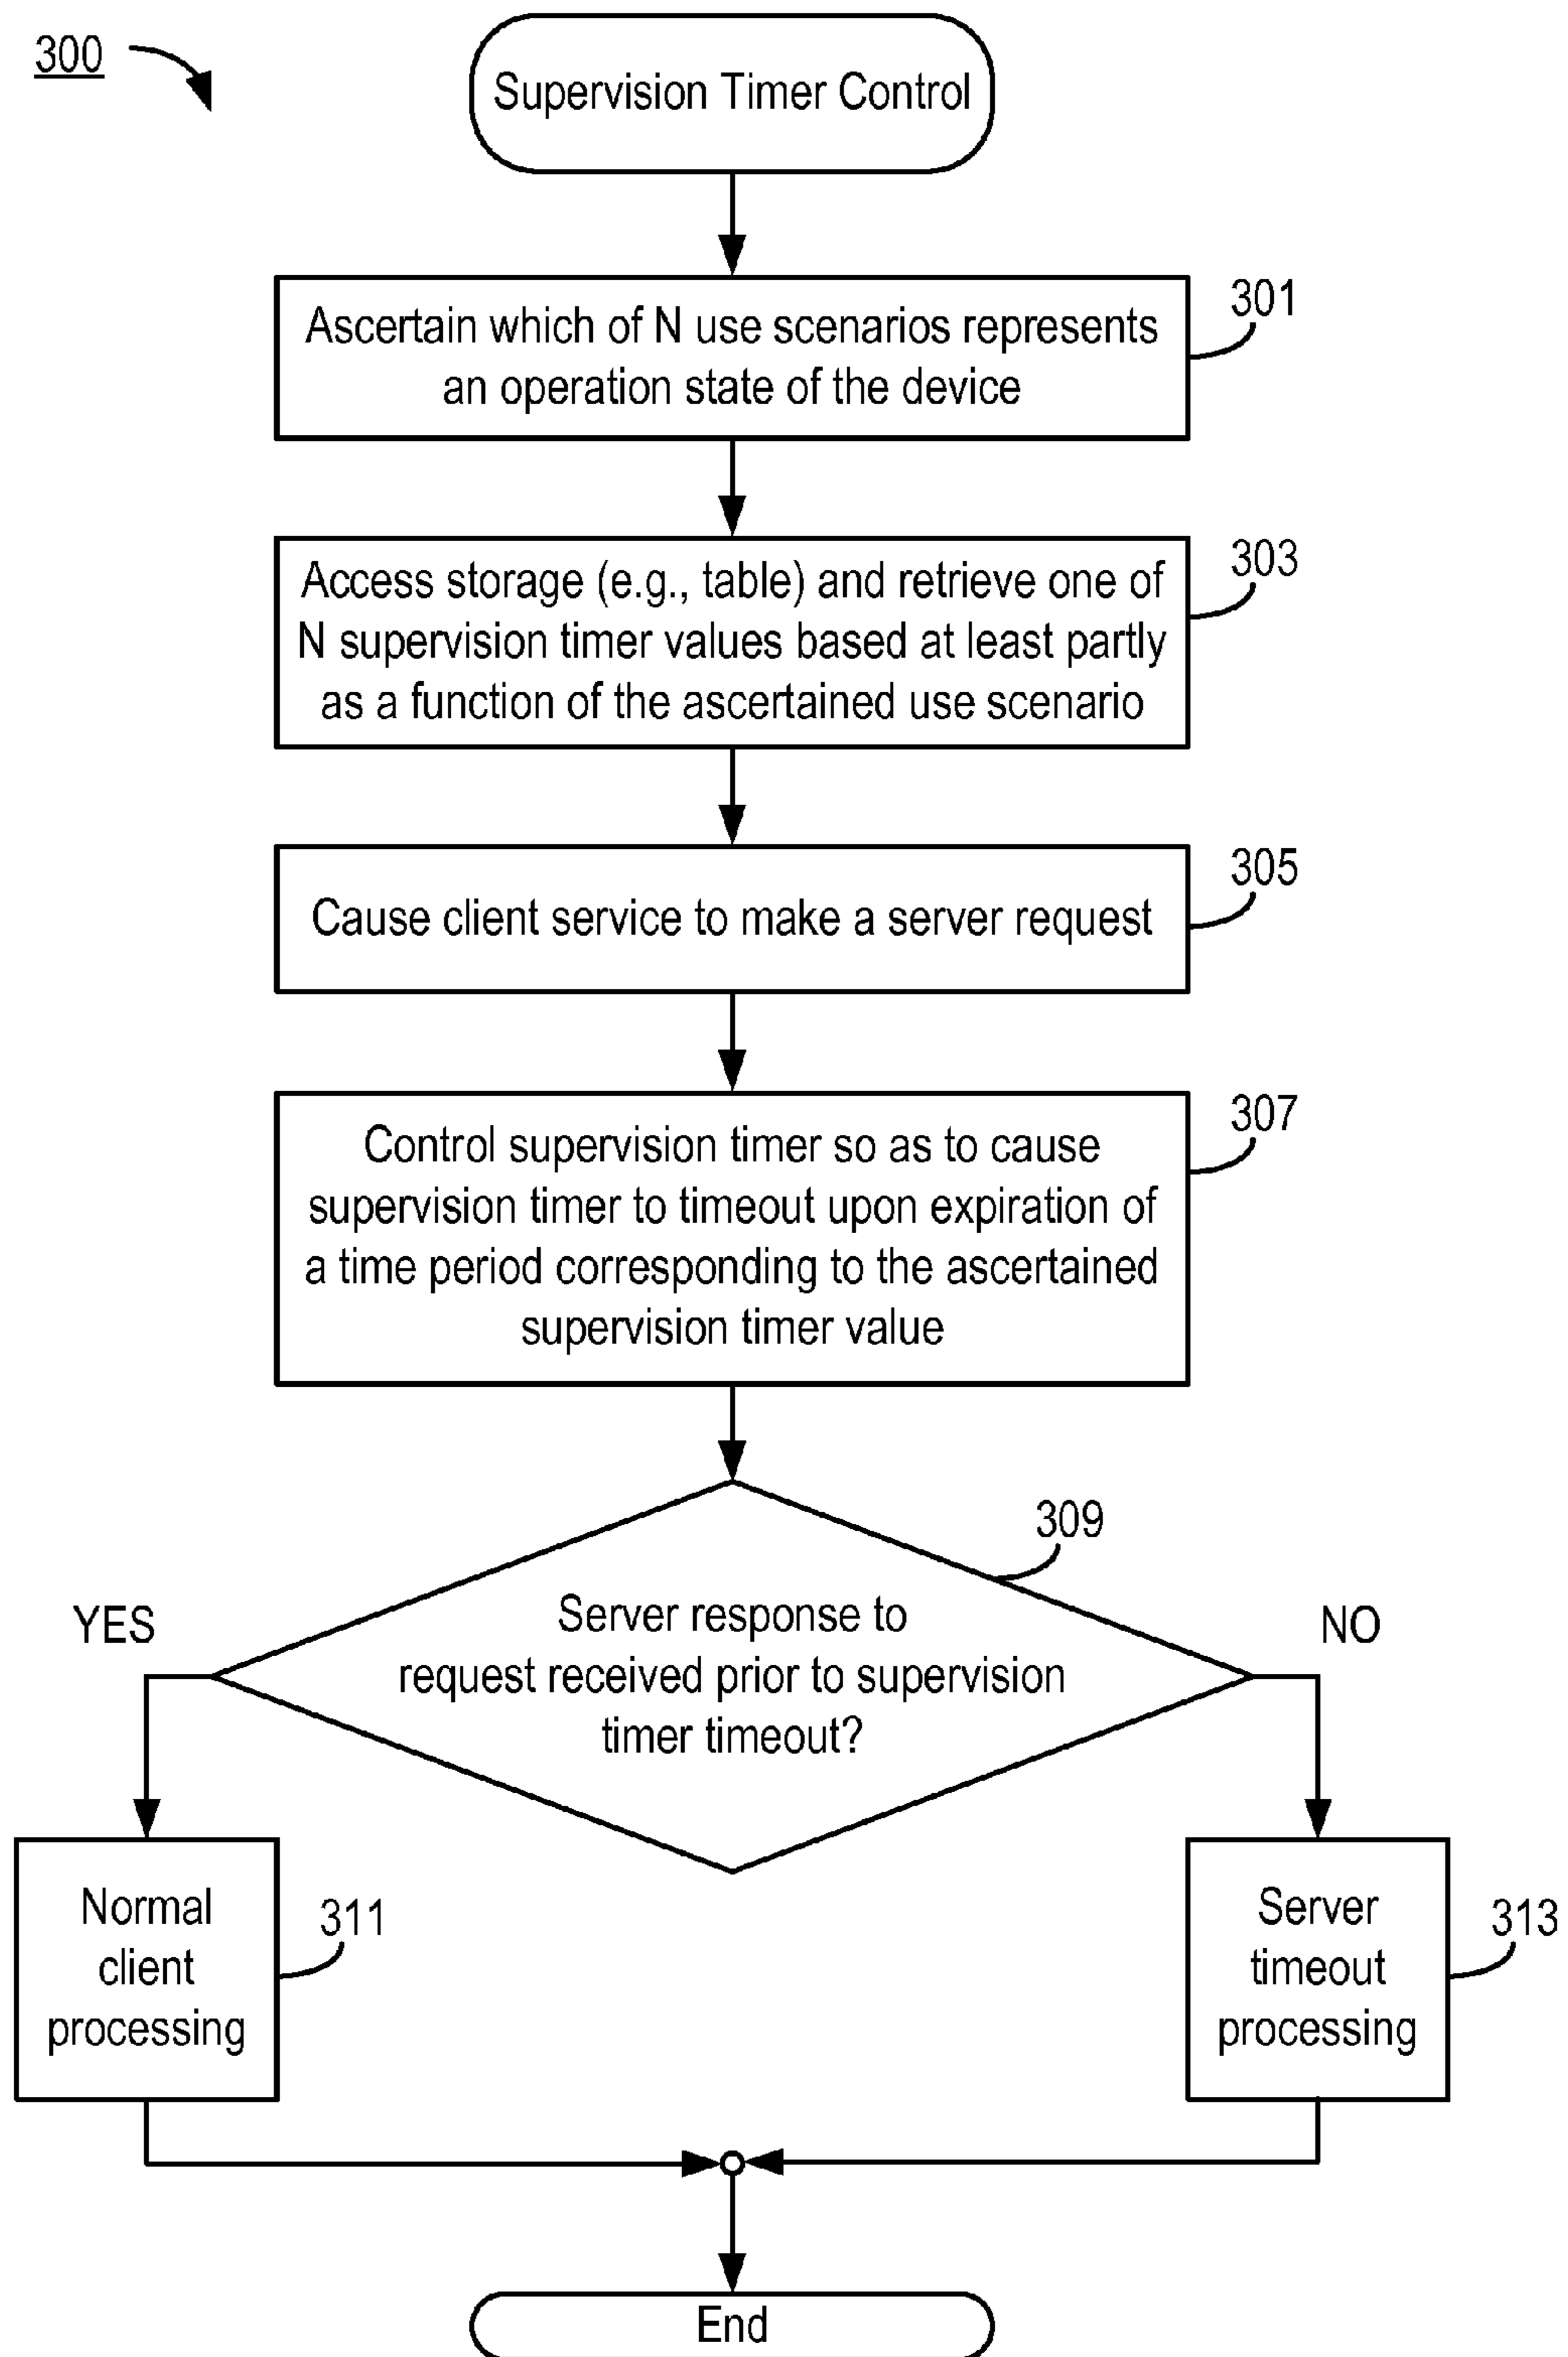 300
Supervision Timer Control
301
Ascertain which of N use scenarios represents
an operation state of the device
303
Access storage (e.g., table) and retrieve one of
N supervision timer values based at least partly
as a function of the ascertained use scenario
305
Cause client service to make a server request
307
Control supervision timer so as to cause
supervision timer to timeout upon expiration of
a time period corresponding to the ascertained
supervision timer value
309
YES
NO
Server response to
request received prior to supervision
timer timeout?
Normal
client
processing
311
Server
timeout
processing
313
End